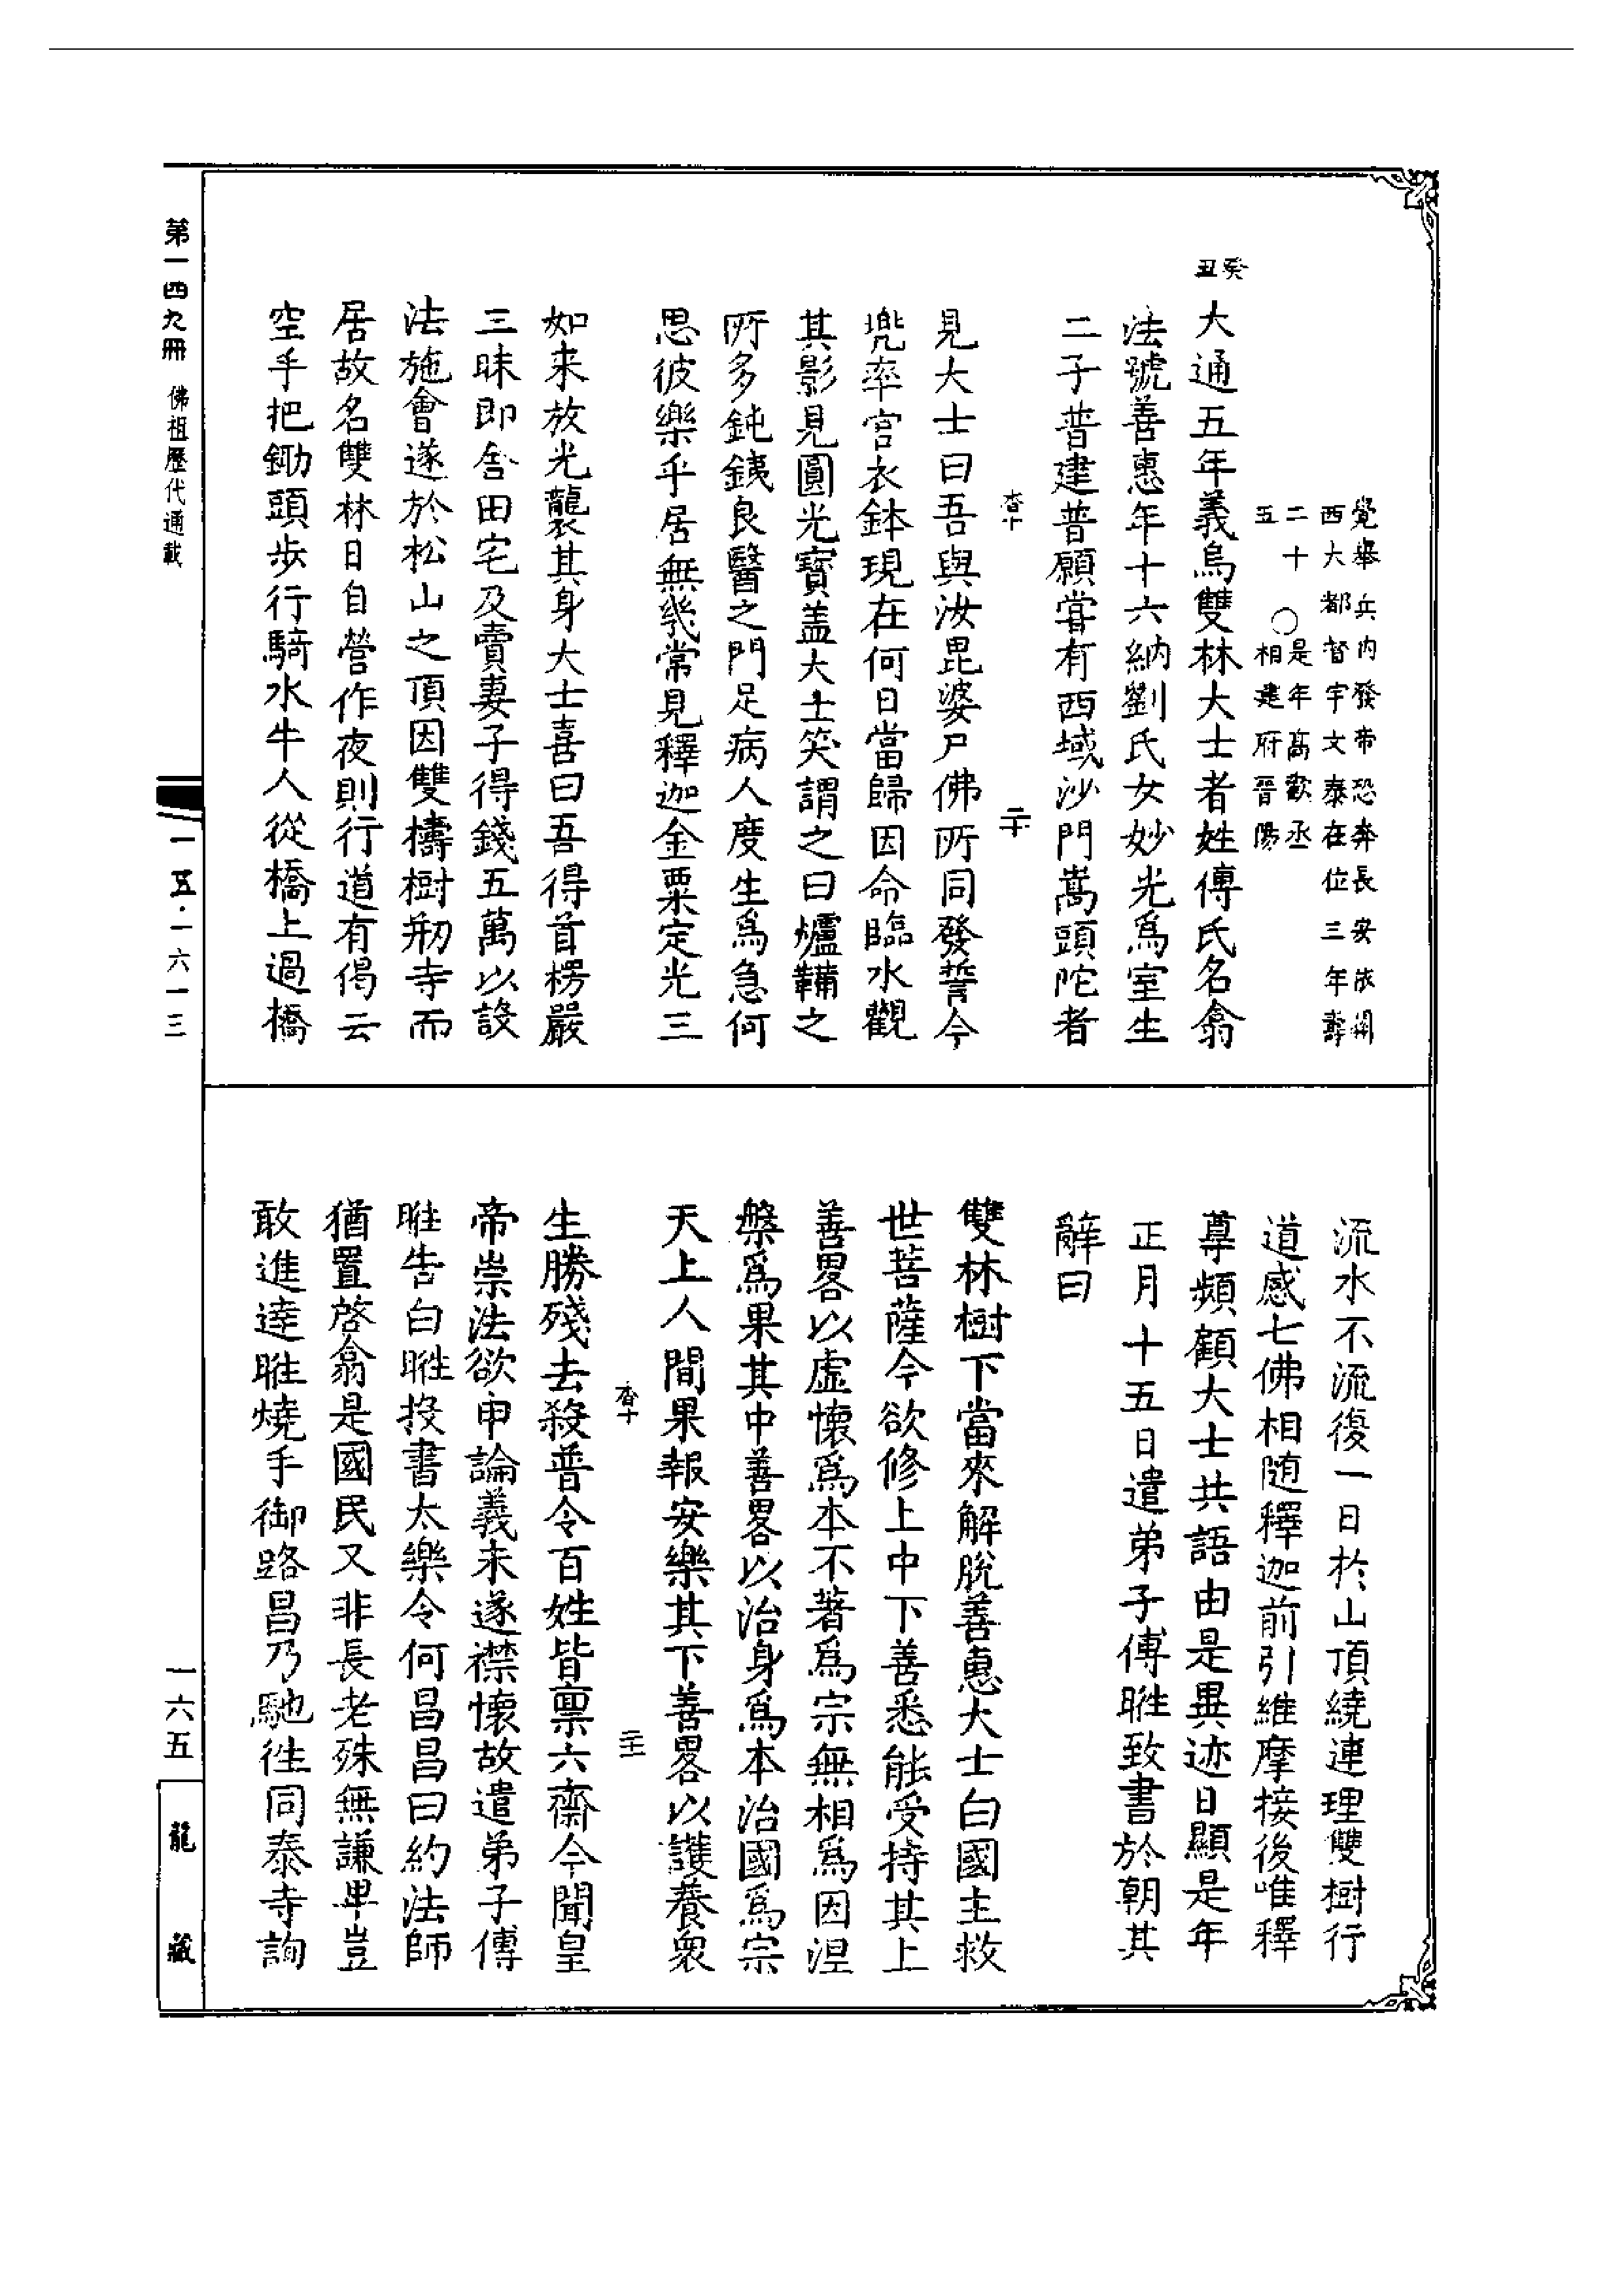 覺舉兵內發帝恐奔長安依關
西大都督宇文泰在位三年壽
二十
五
○
是年高歡丞
相建府晉陽
癸丑
大通五年義烏雙林大士者姓傅氏名翕
法號善惠年十六納劉氏女妙光爲室生
二子普建普願甞有西域沙門嵩頭陀者
杳十
二十
見大士曰吾與汝毘婆尸佛所同發誓今
兠率宮衣鉢現在何日當歸因命臨水觀
其影見圓光寶盖大士笑謂之曰爐韛之
所多鈍鐵良醫之門足病人度生爲急何
思彼樂乎居無幾常見釋迦金粟定光三
如来放光襲其身大士喜曰吾得首楞嚴
三昧即舍田宅及賣妻子得錢五萬以設
法施會遂於松山之頂因雙檮樹剏寺而
居故名雙林日自營作夜則行道有偈云
空手把鋤頭步行騎水牛人從橋上過橋
流水不流復一日於山頂繞連理雙樹行
道感七佛相随釋迦前引維摩接後唯釋
尊頻顧大士共語由是異迹日顯是年
正月十五日遣弟子傅暀致書於朝其
辭曰
雙林樹下當來解脫善惠大士白國主救
世菩薩今欲修上中下善悉能受持其上
善畧以虛懷爲本不著爲宗無相爲因涅
槃爲果其中善畧以治身爲本治國爲宗
天上人間果報安樂其下善畧以護養衆
杳十
二十一
生勝殘去殺普令百姓皆禀六齋今聞皇
帝崇法欲申論義未遂襟懷故遣弟子傅
暀告白暀投書太樂令何昌昌曰約法師
猶置啓翕是國民又非長老殊無謙卑豈
敢進達暀燒手御路昌乃馳徃同泰寺詢
第一四九冊 佛祖歷代通載
一五·一六一三
一六五
龍藏